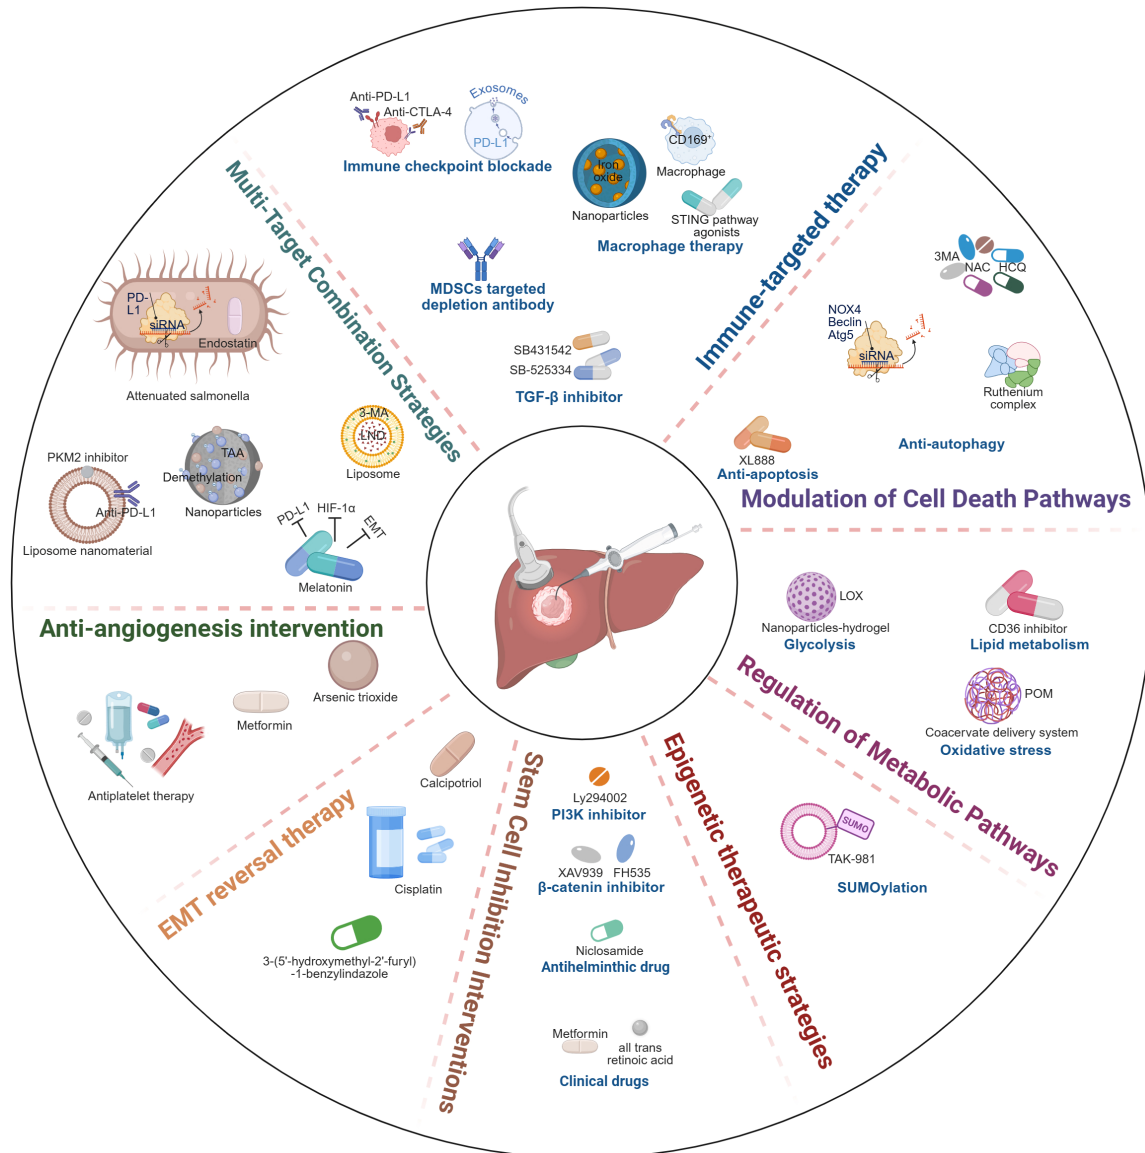 Anti-PD-L1
Anti-CTLA-4
Exosomes
PD-L1
Immune checkpoint blockade
Iron
oxide
Nanoparticles
CD169+
Macrophage
STING pathway
agonists
Macrophage therapy
MDSCs targeted
depletion antibody
SB431542
SB-525334
TGF-β inhibitor
Immune-targeted therapy
3MA
NAC
HCQ
NOX4
Beclin
Atg5
siRNA
Ruthenium
complex
Anti-autophagy
XL888
Anti-apoptosis
Modulation of Cell Death Pathways
LOX
Nanoparticles-hydrogel
Glycolysis
CD36 inhibitor
Lipid metabolism
POM
Coacervate delivery system
Oxidative stress
Regulation of Metabolic Pathways
SUMO
TAK-981
SUMOylation
Epigenetic therapeutic strategies
Ly294002
PI3K inhibitor
XAV939
FH535
β-catenin inhibitor
Niclosamide
Antihelminthic drug
Metformin
all trans
retinoic acid
Clinical drugs
Stem Cell Inhibition Interventions
Calcipotriol
Cisplatin
3-(5'-hydroxymethyl-2'-furyl)
-1-benzylindazole
EMT reversal therapy
Anti-angiogenesis intervention
Arsenic trioxide
Metformin
Antiplatelet therapy
Multi-Target Combination Strategies
PD-
L1
siRNA
Endostatin
Attenuated salmonella
PKM2 inhibitor
Anti-PD-L1
Liposome nanomaterial
TAA
Demethylation
Nanoparticles
3-MA
LND
Liposome
PD-L1
HIF-1α
EMT
Melatonin